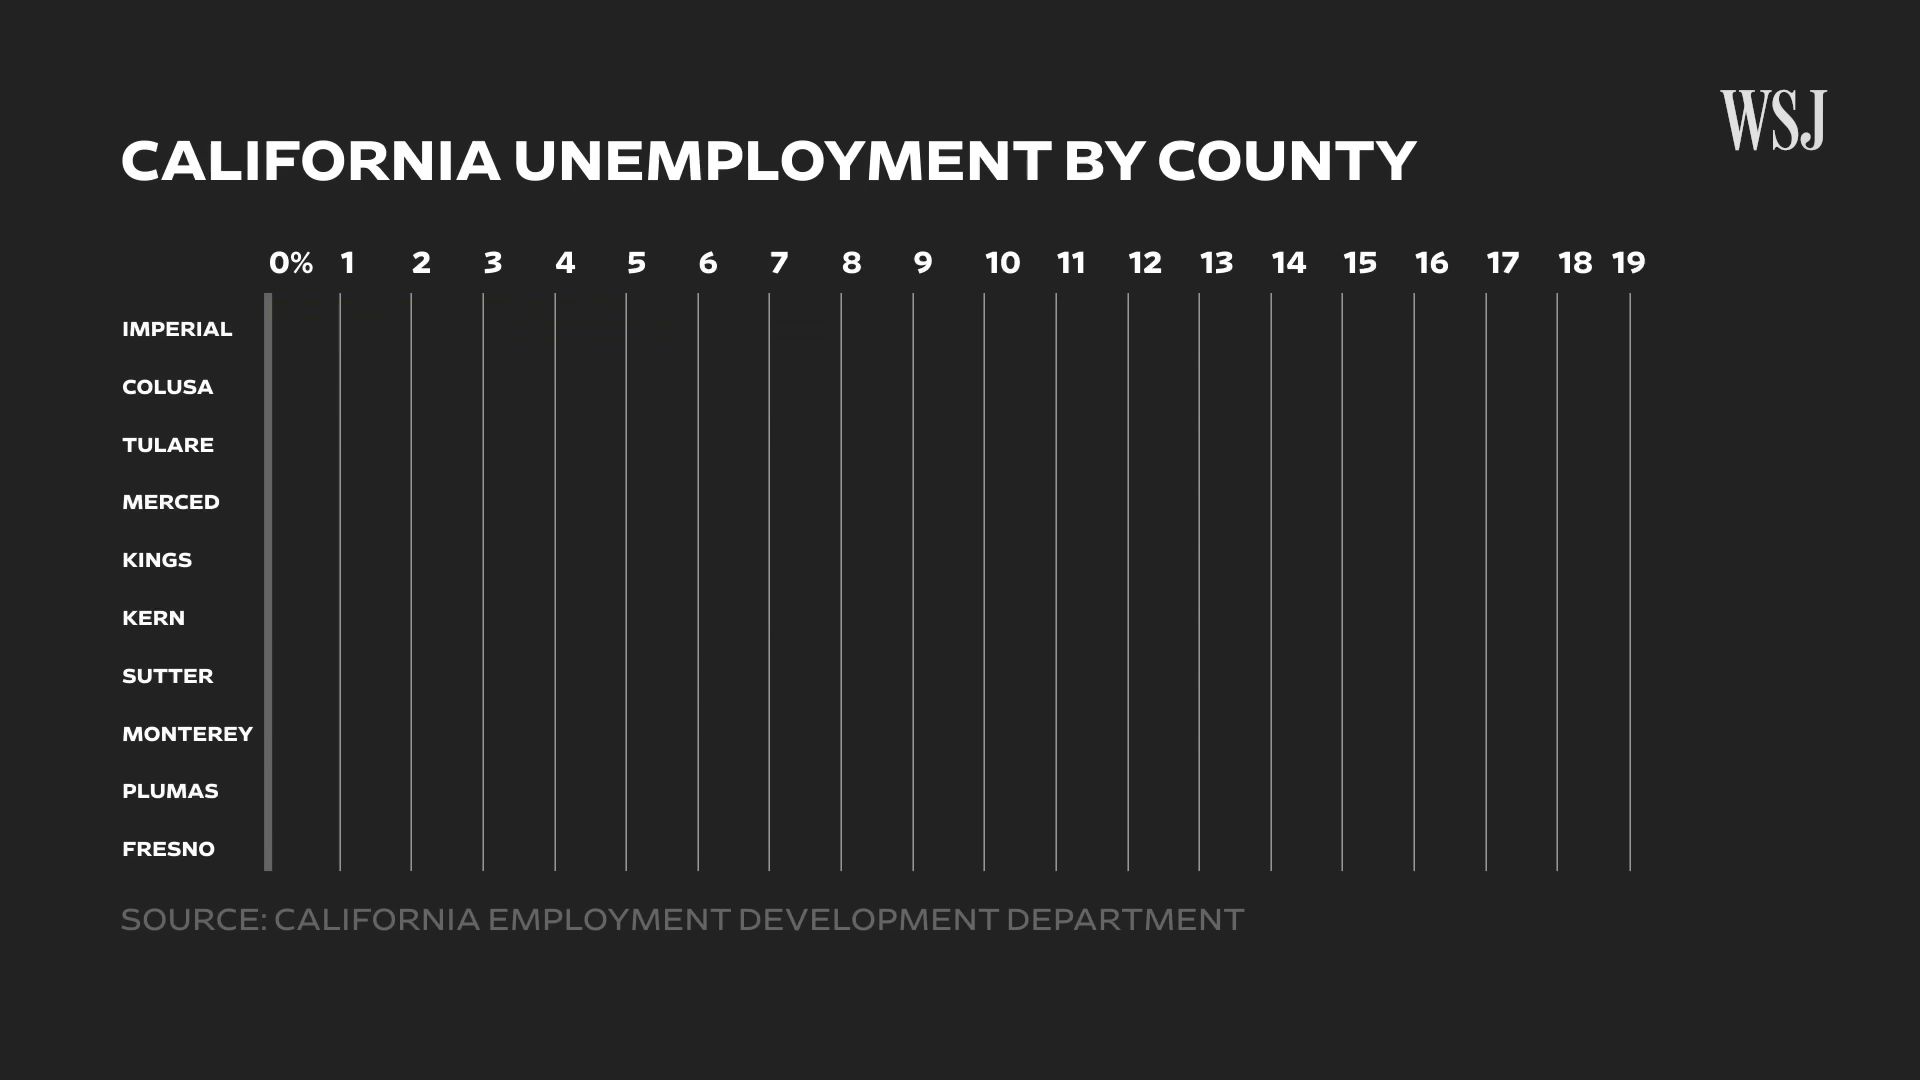 WSJ
CALIFORNIA UNEMPLOYMENT BY COUNTY
0% 1 2 3 4 5 6 7 8 9 10 11 12 13 14 15 16 17 18 19
IMPERIAL
COLUSA
TULARE
MERCED
KINGS
KERN
SUTTER
MONTEREY
PLUMAS
FRESNO
SOURCE: CALIFORNIA EMPLOYMENT DEVELOPMENT DEPARTMENT